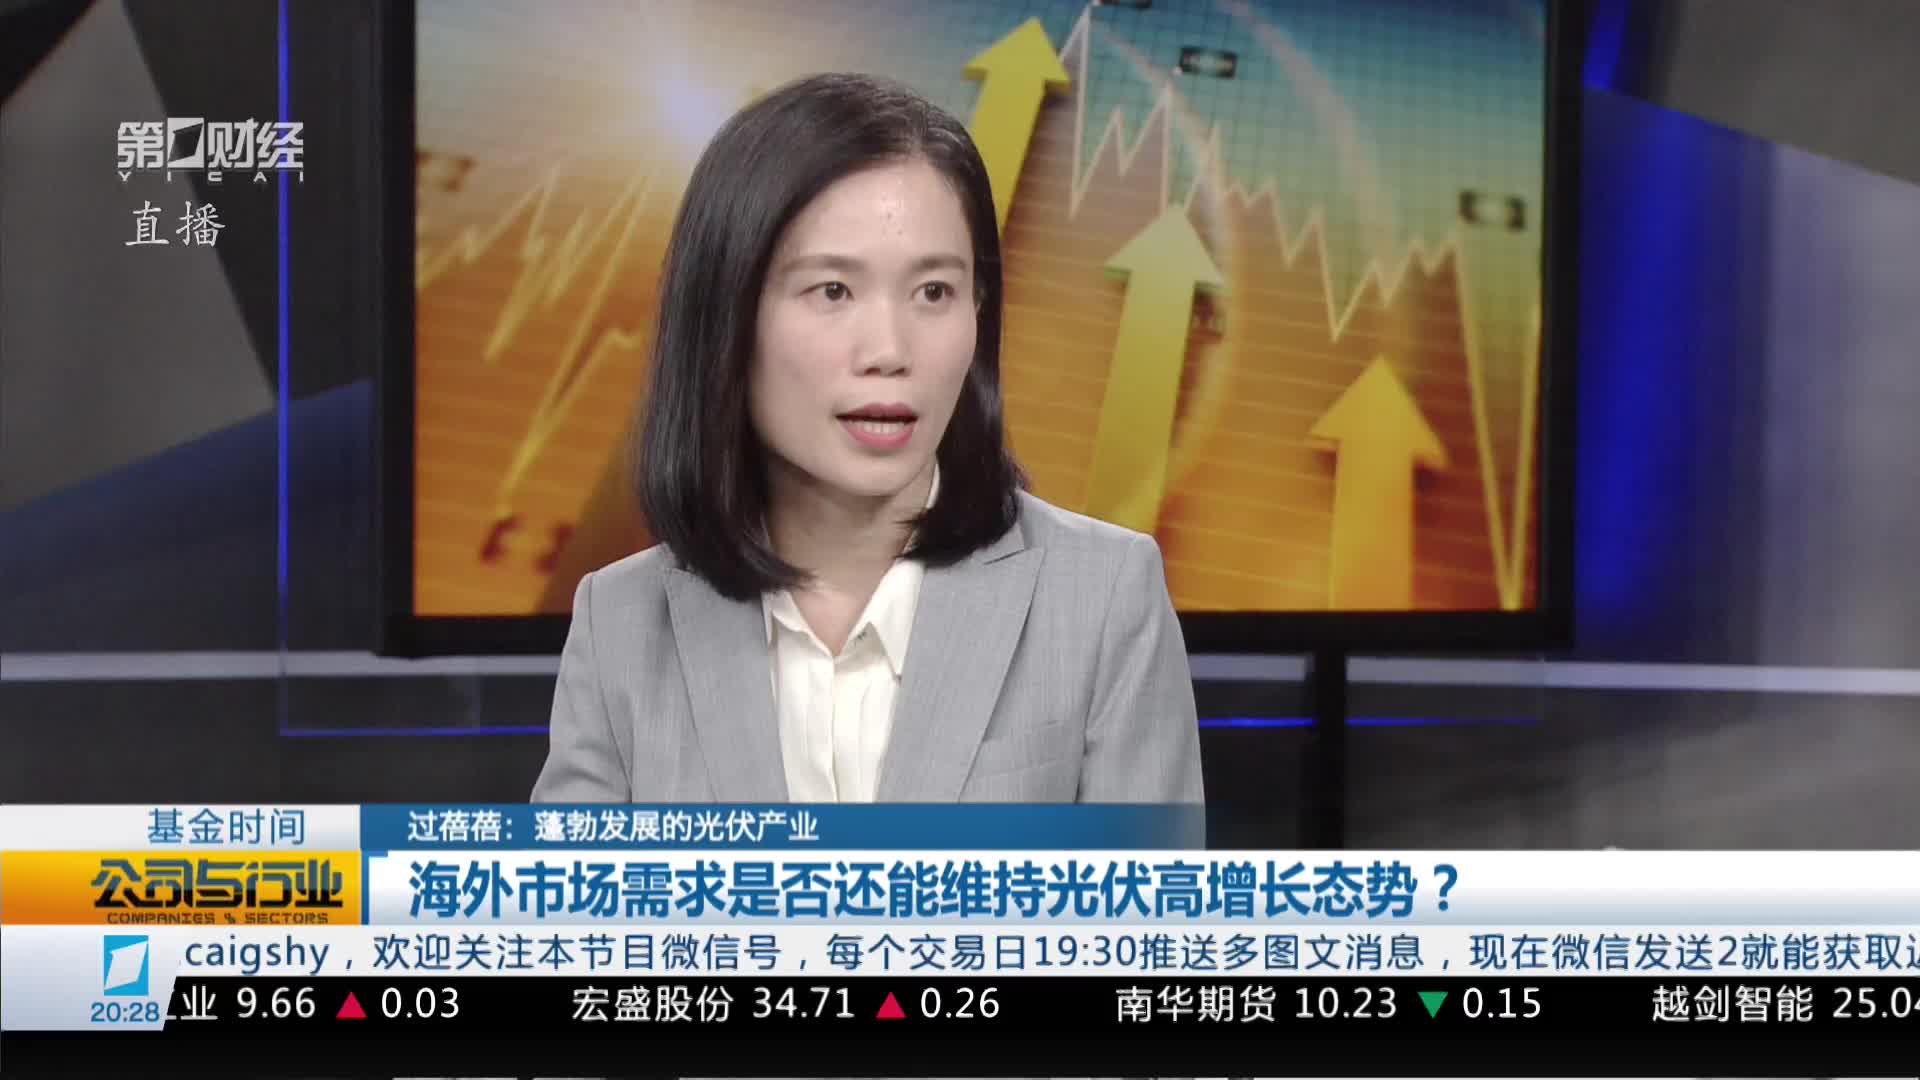 第一财经
YICAI
直播
基金时间
过蓓蓓：蓬勃发展的光伏产业
公司与行业
COMPANIES & SECTORS
海外市场需求是否还能维持光伏高增长态势？
caigshy，欢迎关注本节目微信号，每个交易日19:30推送多图文消息，现在微信发送2就能获取
20:28
业 9.66 ▲ 0.03 宏盛股份 34.71 ▲ 0.26 南华期货 10.23 ▼ 0.15 越剑智能 25.04